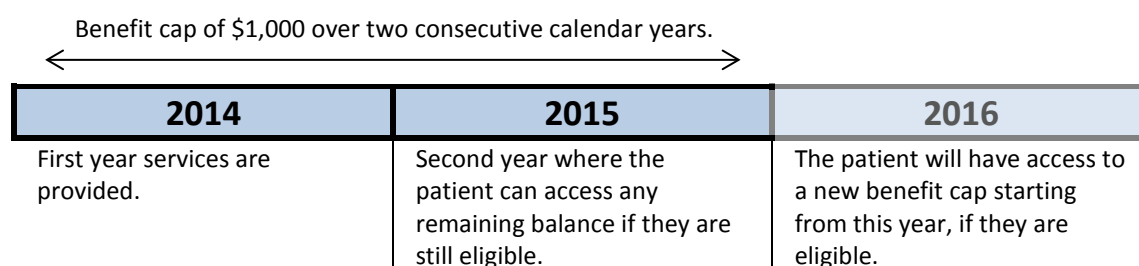 Benefit cap of $1,000 over two consecutive calendar years.
2014
2015
2016
First year services are
provided.
Second year where the
patient can access any
remaining balance if they are
still eligible.
The patient will have access to
a new benefit cap starting
from this year, if they are
eligible.